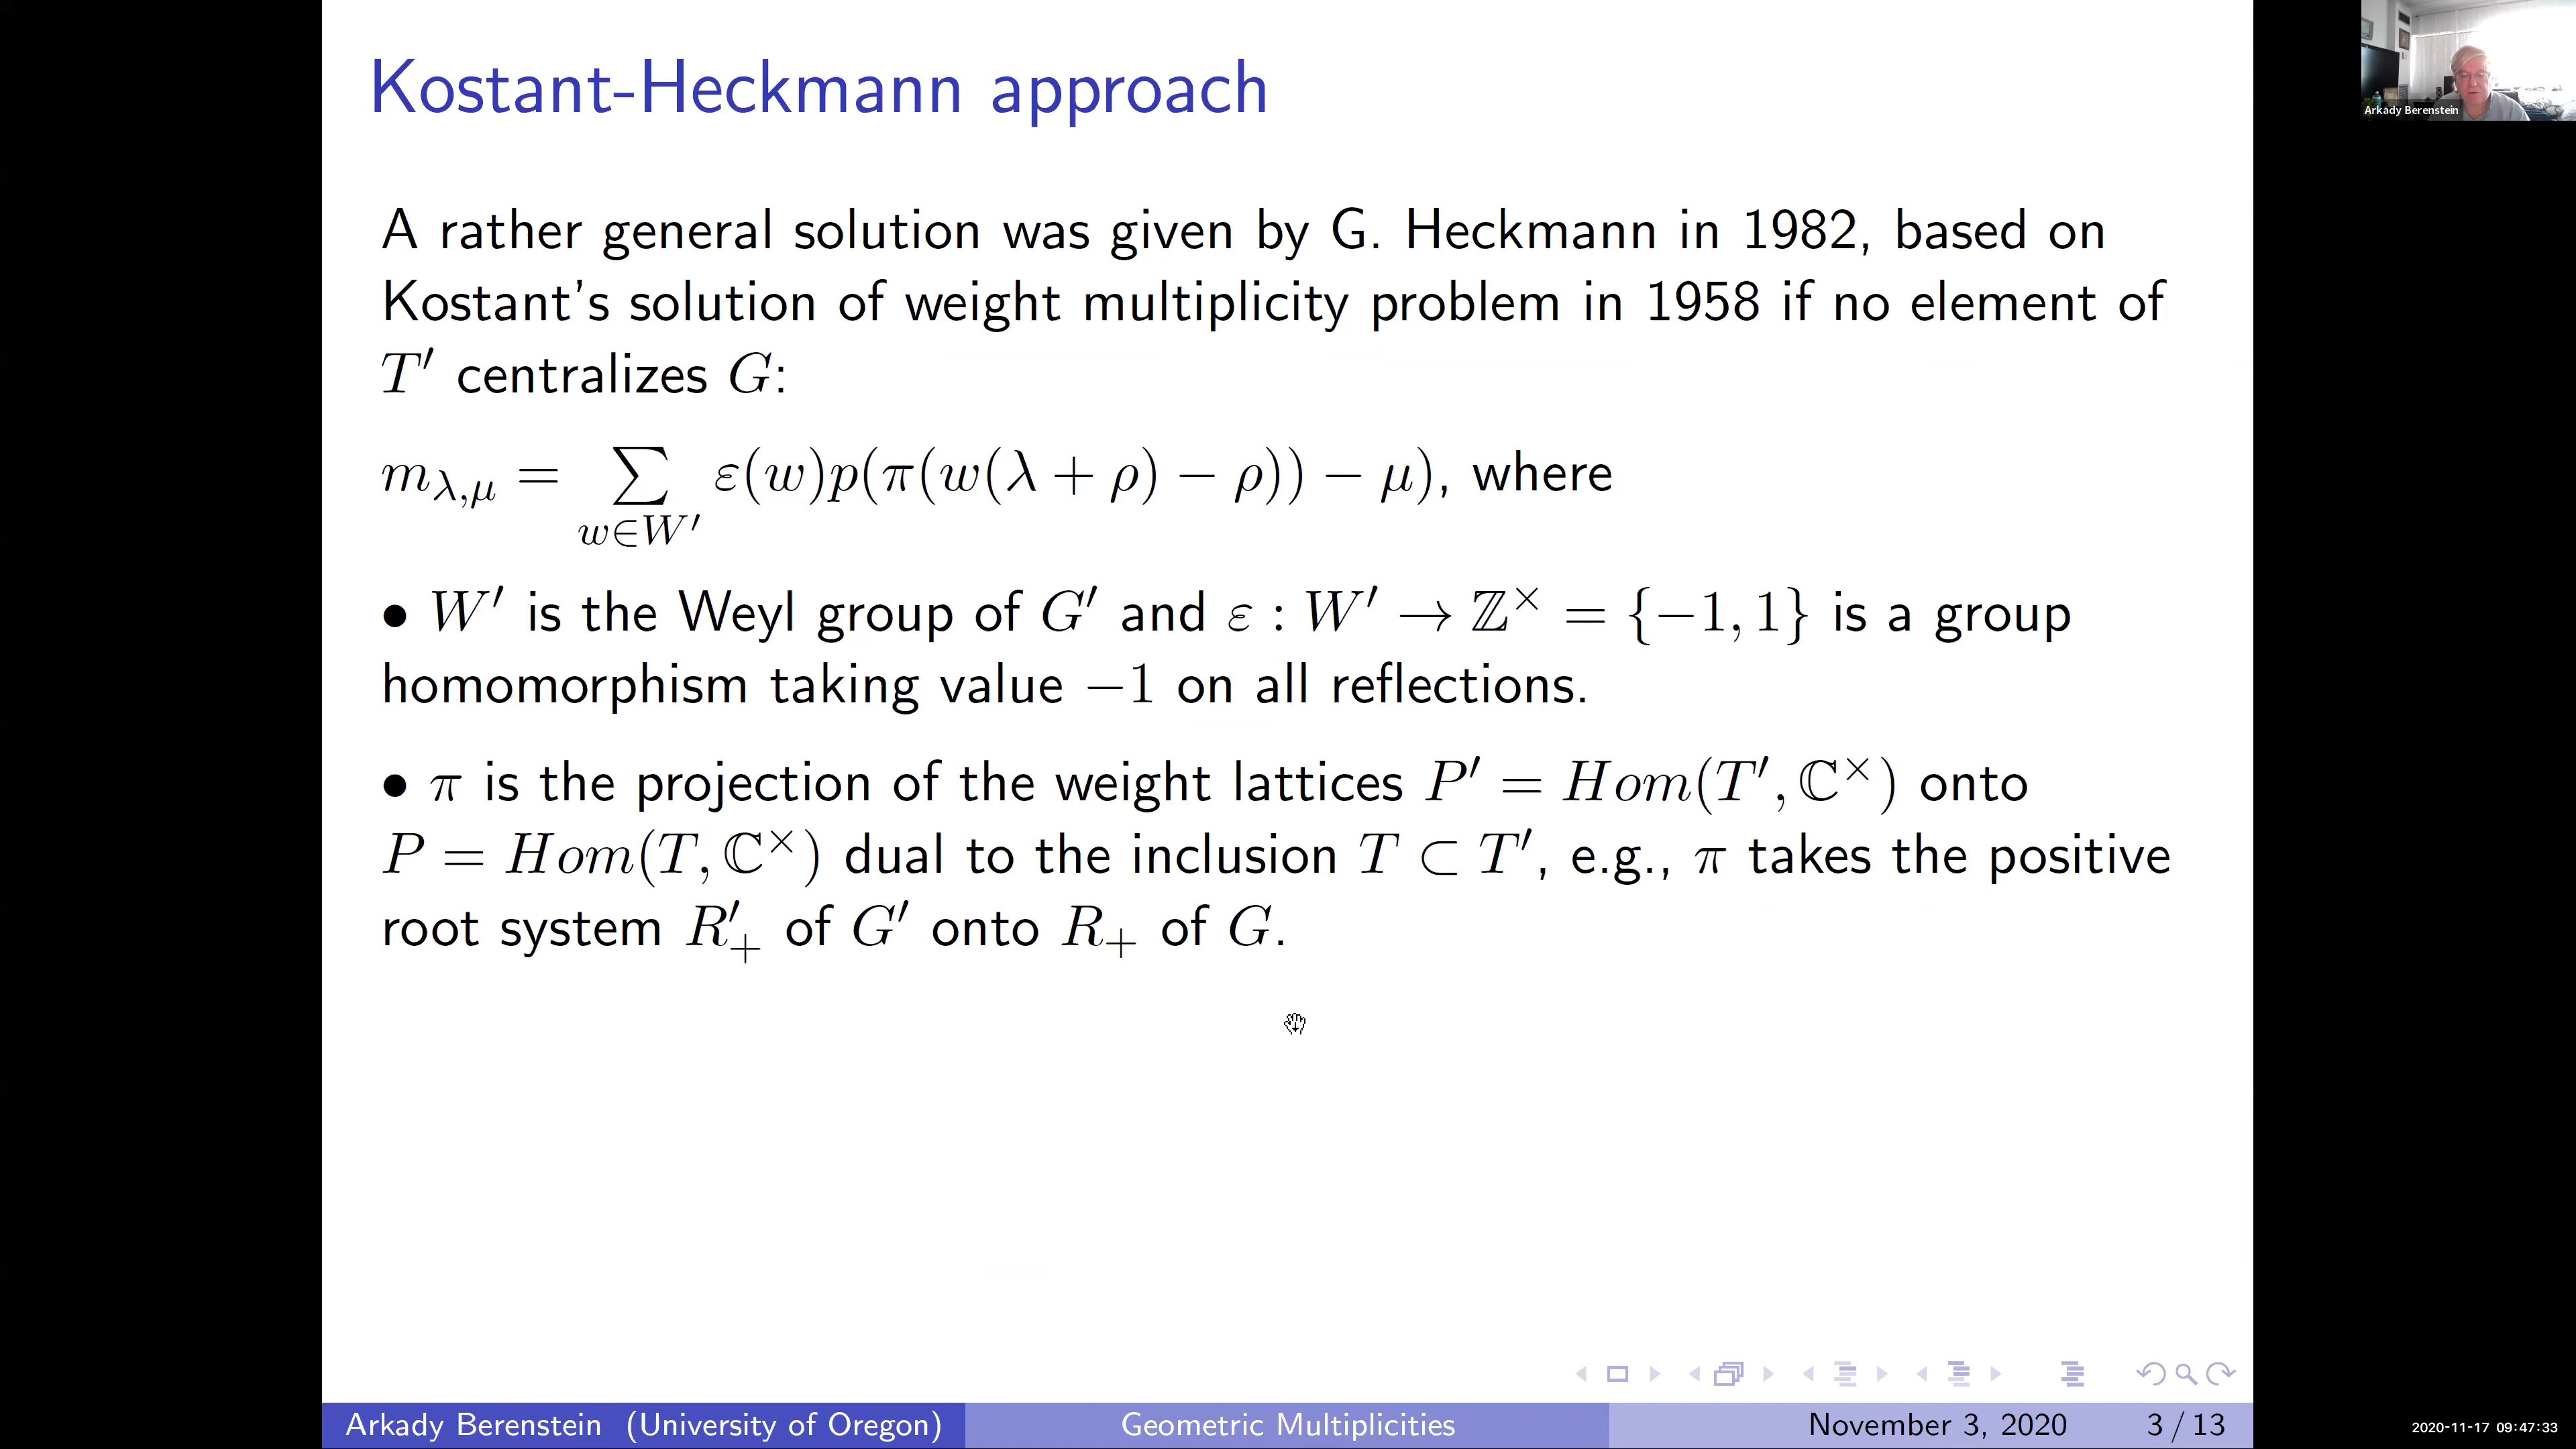 Kostant-Heckmann approach
Arkady Berenstein
A rather general solution was given by G. Heckmann in 1982, based on
Kostant's solution of weight multiplicity problem in 1958 if no element of
T′ centralizes G:
m_{λ,μ} = ∑_{w∈W′} ε(w)p(π(w(λ + ρ) − ρ)) − μ), where
• W′ is the Weyl group of G′ and ε : W′ → ℤ^× = {−1, 1} is a group
homomorphism taking value −1 on all reflections.
• π is the projection of the weight lattices P′ = Hom(T′, ℂ^×) onto
P = Hom(T, ℂ^×) dual to the inclusion T ⊂ T′, e.g., π takes the positive
root system R′₊ of G′ onto R₊ of G.
Arkady Berenstein (University of Oregon) Geometric Multiplicities November 3, 2020 3 / 13
2020-11-17 09:47:33